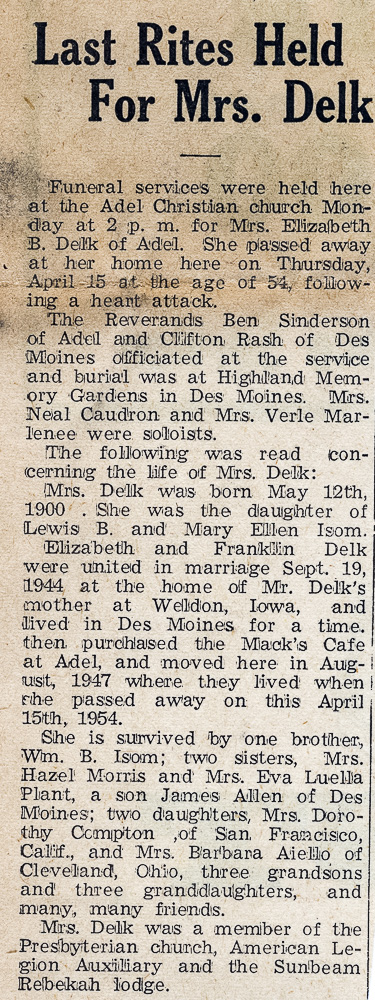 Last Rites Held
For Mrs. Delk
Funeral services were held here
at the Adel Christian church Mon-
day at 2 p. m. for Mrs. Elizabeth
B. Delk of Adel. She passed away
at her home here on Thursday,
April 15 at the age of 54, follow-
ing a heart attack.
The Reverands Ben Sinderson
of Adel and Clifton Rash of Des
Moines officiated at the service
and burial was at Highland Mem-
ory Gardens in Des Moines. Mrs.
Neal Caudron and Mrs. Verle Mar-
lenee were soloists.
The following was read con-
cerning the life of Mrs. Delk:
Mrs. Delk was born May 12th,
1900 . She was the daughter of
Lewis B. and Mary Ellen Isom.
Elizabeth and Franklin Delk
were united in marriage Sept. 19,
1944 at the home of Mr. Delk's
mother at Weldon, Iowa, and
lived in Des Moines for a time.
then purchased the Mack's Cafe
at Adel, and moved here in Aug-
ust, 1947 where they lived when
she passed away on this April
15th, 1954.
She is survived by one brother,
Wm. B. Isom; two sisters, Mrs.
Hazel Morris and Mrs. Eva Luella
Plant, a son James Allen of Des
Moines; two daughters, Mrs. Doro-
thy Compton ,of San Francisco,
Calif., and Mrs. Barbara Aiello of
Cleveland, Ohio, three grandsons
and three granddaughters, and
many, many friends.
Mrs. Delk was a member of the
Presbyterian church, American Le-
gion Auxiliary and the Sunbeam
Rebekah lodge.